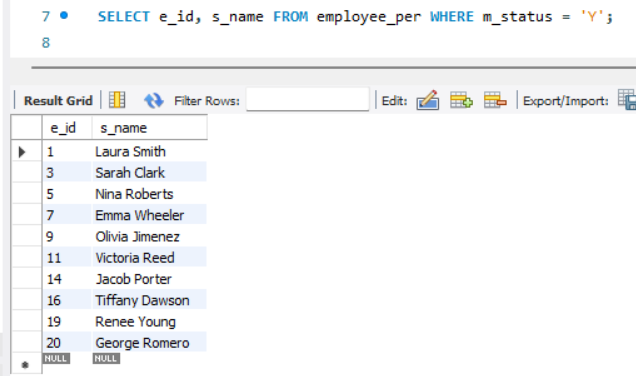 7 SELECT e_id, s_name FROM employee_per WHERE m_status = 'Y';
8
Result Grid Filter Rows: Edit: Export/Import:
e_id s_name
1 Laura Smith
3 Sarah Clark
5 Nina Roberts
7 Emma Wheeler
9 Olivia Jimenez
11 Victoria Reed
14 Jacob Porter
16 Tiffany Dawson
19 Renee Young
20 George Romero
NULL NULL